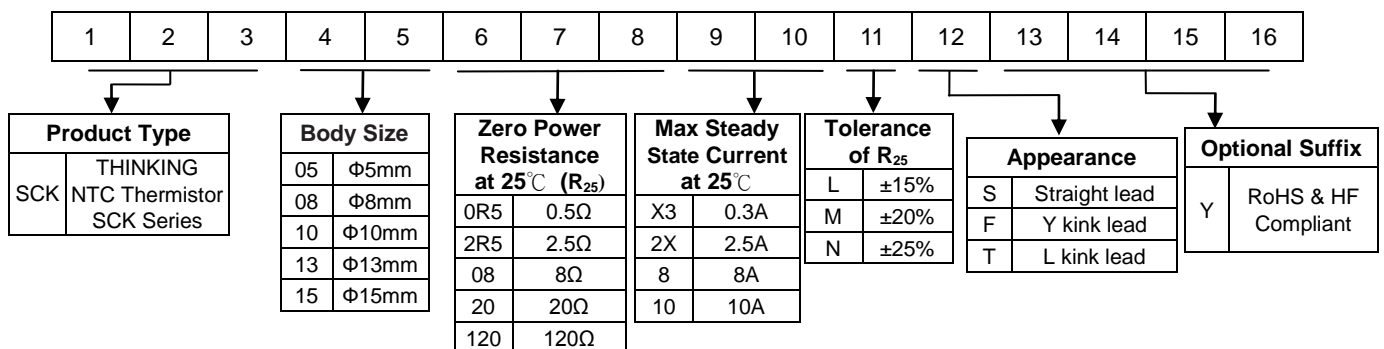 1 2 3 4 5 6 7 8 9 10 11 12 13 14 15 16
Product Type
SCK
THINKING
NTC Thermistor
SCK Series
Body Size
05 Φ5mm
08 Φ8mm
10 Φ10mm
13 Φ13mm
15 Φ15mm
Zero Power
Resistance
at 25℃ (R25)
0R5 0.5Ω
2R5 2.5Ω
08 8Ω
20 20Ω
120 120Ω
Max Steady
State Current
at 25℃
X3 0.3A
2X 2.5A
8 8A
10 10A
Tolerance
of R25
L ±15%
M ±20%
N ±25%
Appearance
S Straight lead
F Y kink lead
T L kink lead
Optional Suffix
Y
RoHS & HF
Compliant